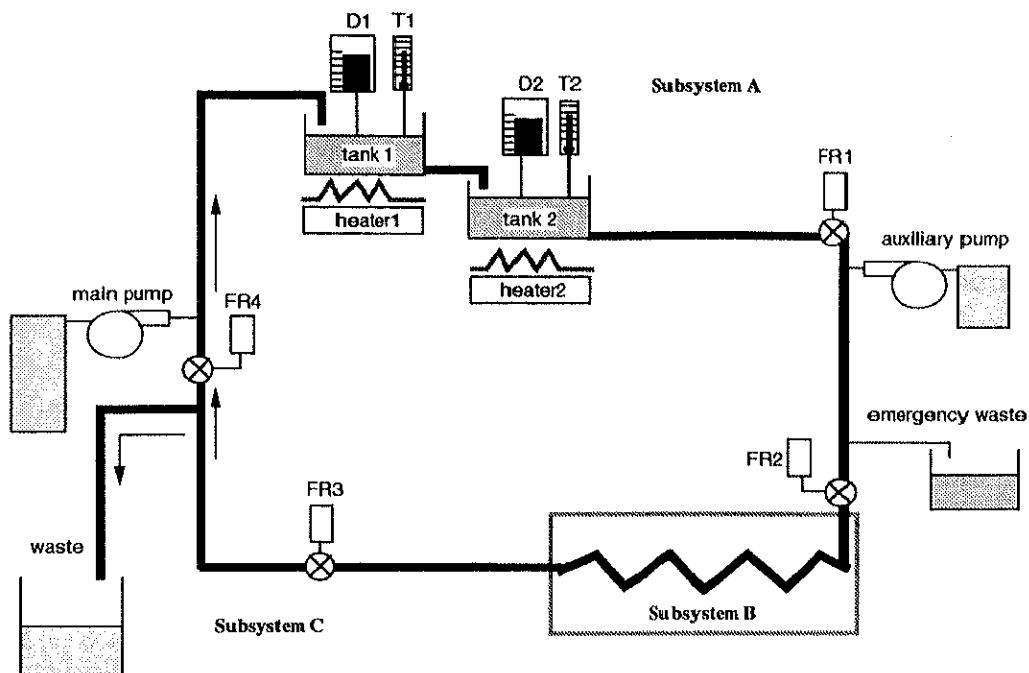 D1 T1
D2 T2
Subsystem A
tank 1
FR1
heater1
tank 2
auxiliary pump
main pump
FR4
heater2
emergency waste
FR2
FR3
waste
Subsystem B
Subsystem C